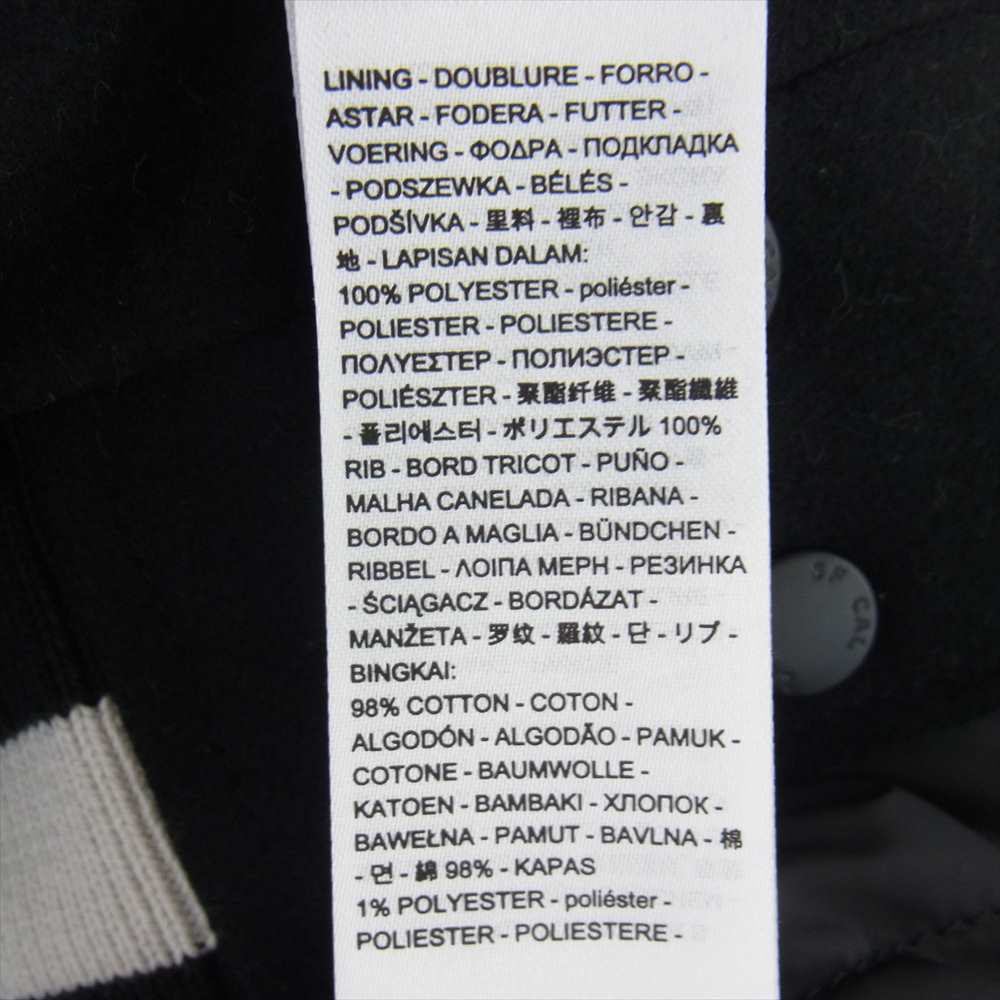 LINING - DOUBLURE - FORRO -
ASTAR - FODERA - FUTTER -
VOERING - ΦΟΔΡΑ - ПОДКЛАДКА
- PODSZEWKA - BÉLÉS -
PODŠÍVKA - 里料 - 裡布 - 안감 - 裏
地 - LAPISAN DALAM:
100% POLYESTER - poliéster -
POLIESTER - POLIESTERE -
ΠΟΛΥΕΣΤΕΡ - ПОЛИЭСТЕР -
POLIÉSZTER - 聚酯纤维 - 聚酯纖維
- 폴리에스터 - ポリエステル 100%
RIB - BORD TRICOT - PUÑO -
MALHA CANELADA - RIBANA -
BORDO A MAGLIA - BÜNDCHEN -
RIBBEL - ΛΟΙΠΑ ΜΕΡΗ - РЕЗИНКА
- ŚCIĄGACZ - BORDÁZAT -
MANŽETA - 罗纹 - 羅紋 - 단 - リブ -
BINGKAI:
98% COTTON - COTON -
ALGODÓN - ALGODÃO - PAMUK -
COTONE - BAUMWOLLE -
KATOEN - BAMBAKI - ХЛОПОК -
BAWEŁNA - PAMUT - BAVLNA - 棉
- 면 - 綿 98% - KAPAS
1% POLYESTER - poliéster -
POLIESTER - POLIESTERE -
SP CAL